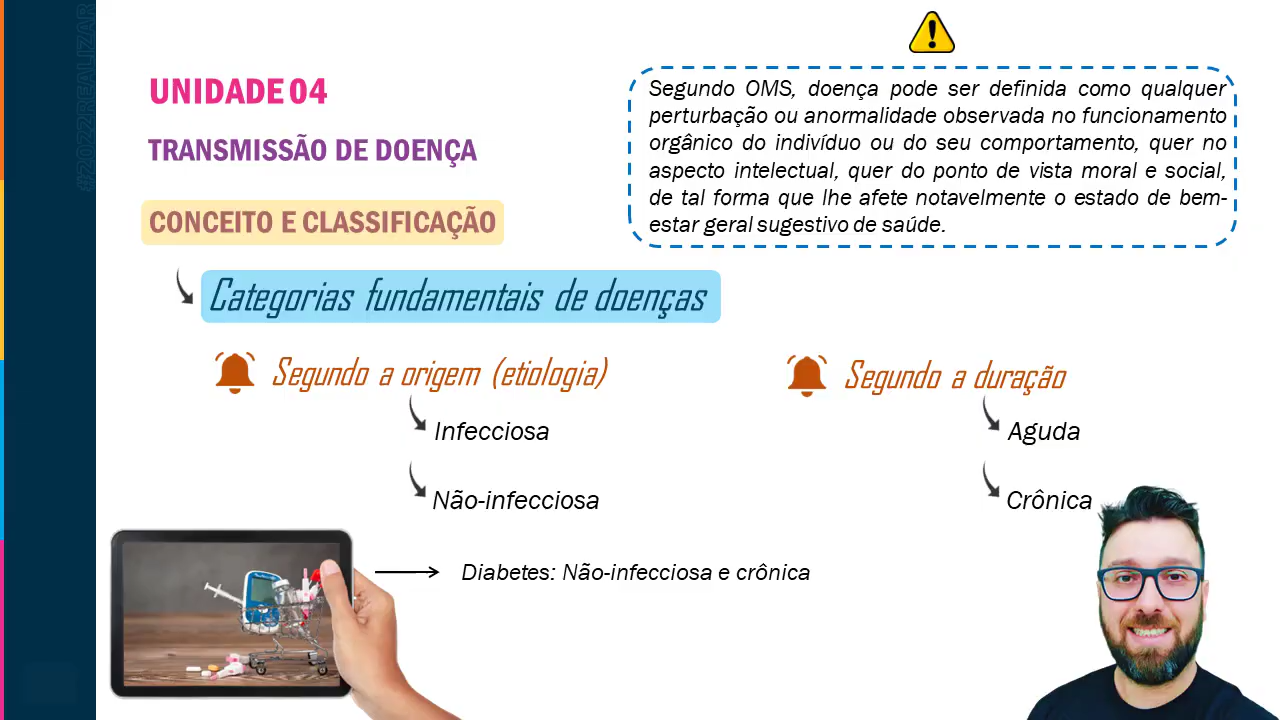 #2022REALIZAR
UNIDADE 04
TRANSMISSÃO DE DOENÇA
CONCEITO E CLASSIFICAÇÃO
Segundo OMS, doença pode ser definida como qualquer
perturbação ou anormalidade observada no funcionamento
orgânico do indivíduo ou do seu comportamento, quer no
aspecto intelectual, quer do ponto de vista moral e social,
de tal forma que lhe afete notavelmente o estado de bem-
estar geral sugestivo de saúde.
Categorias fundamentais de doenças
Segundo a origem (etiologia)
Infecciosa
Não-infecciosa
Segundo a duração
Aguda
Crônica
Diabetes: Não-infecciosa e crônica